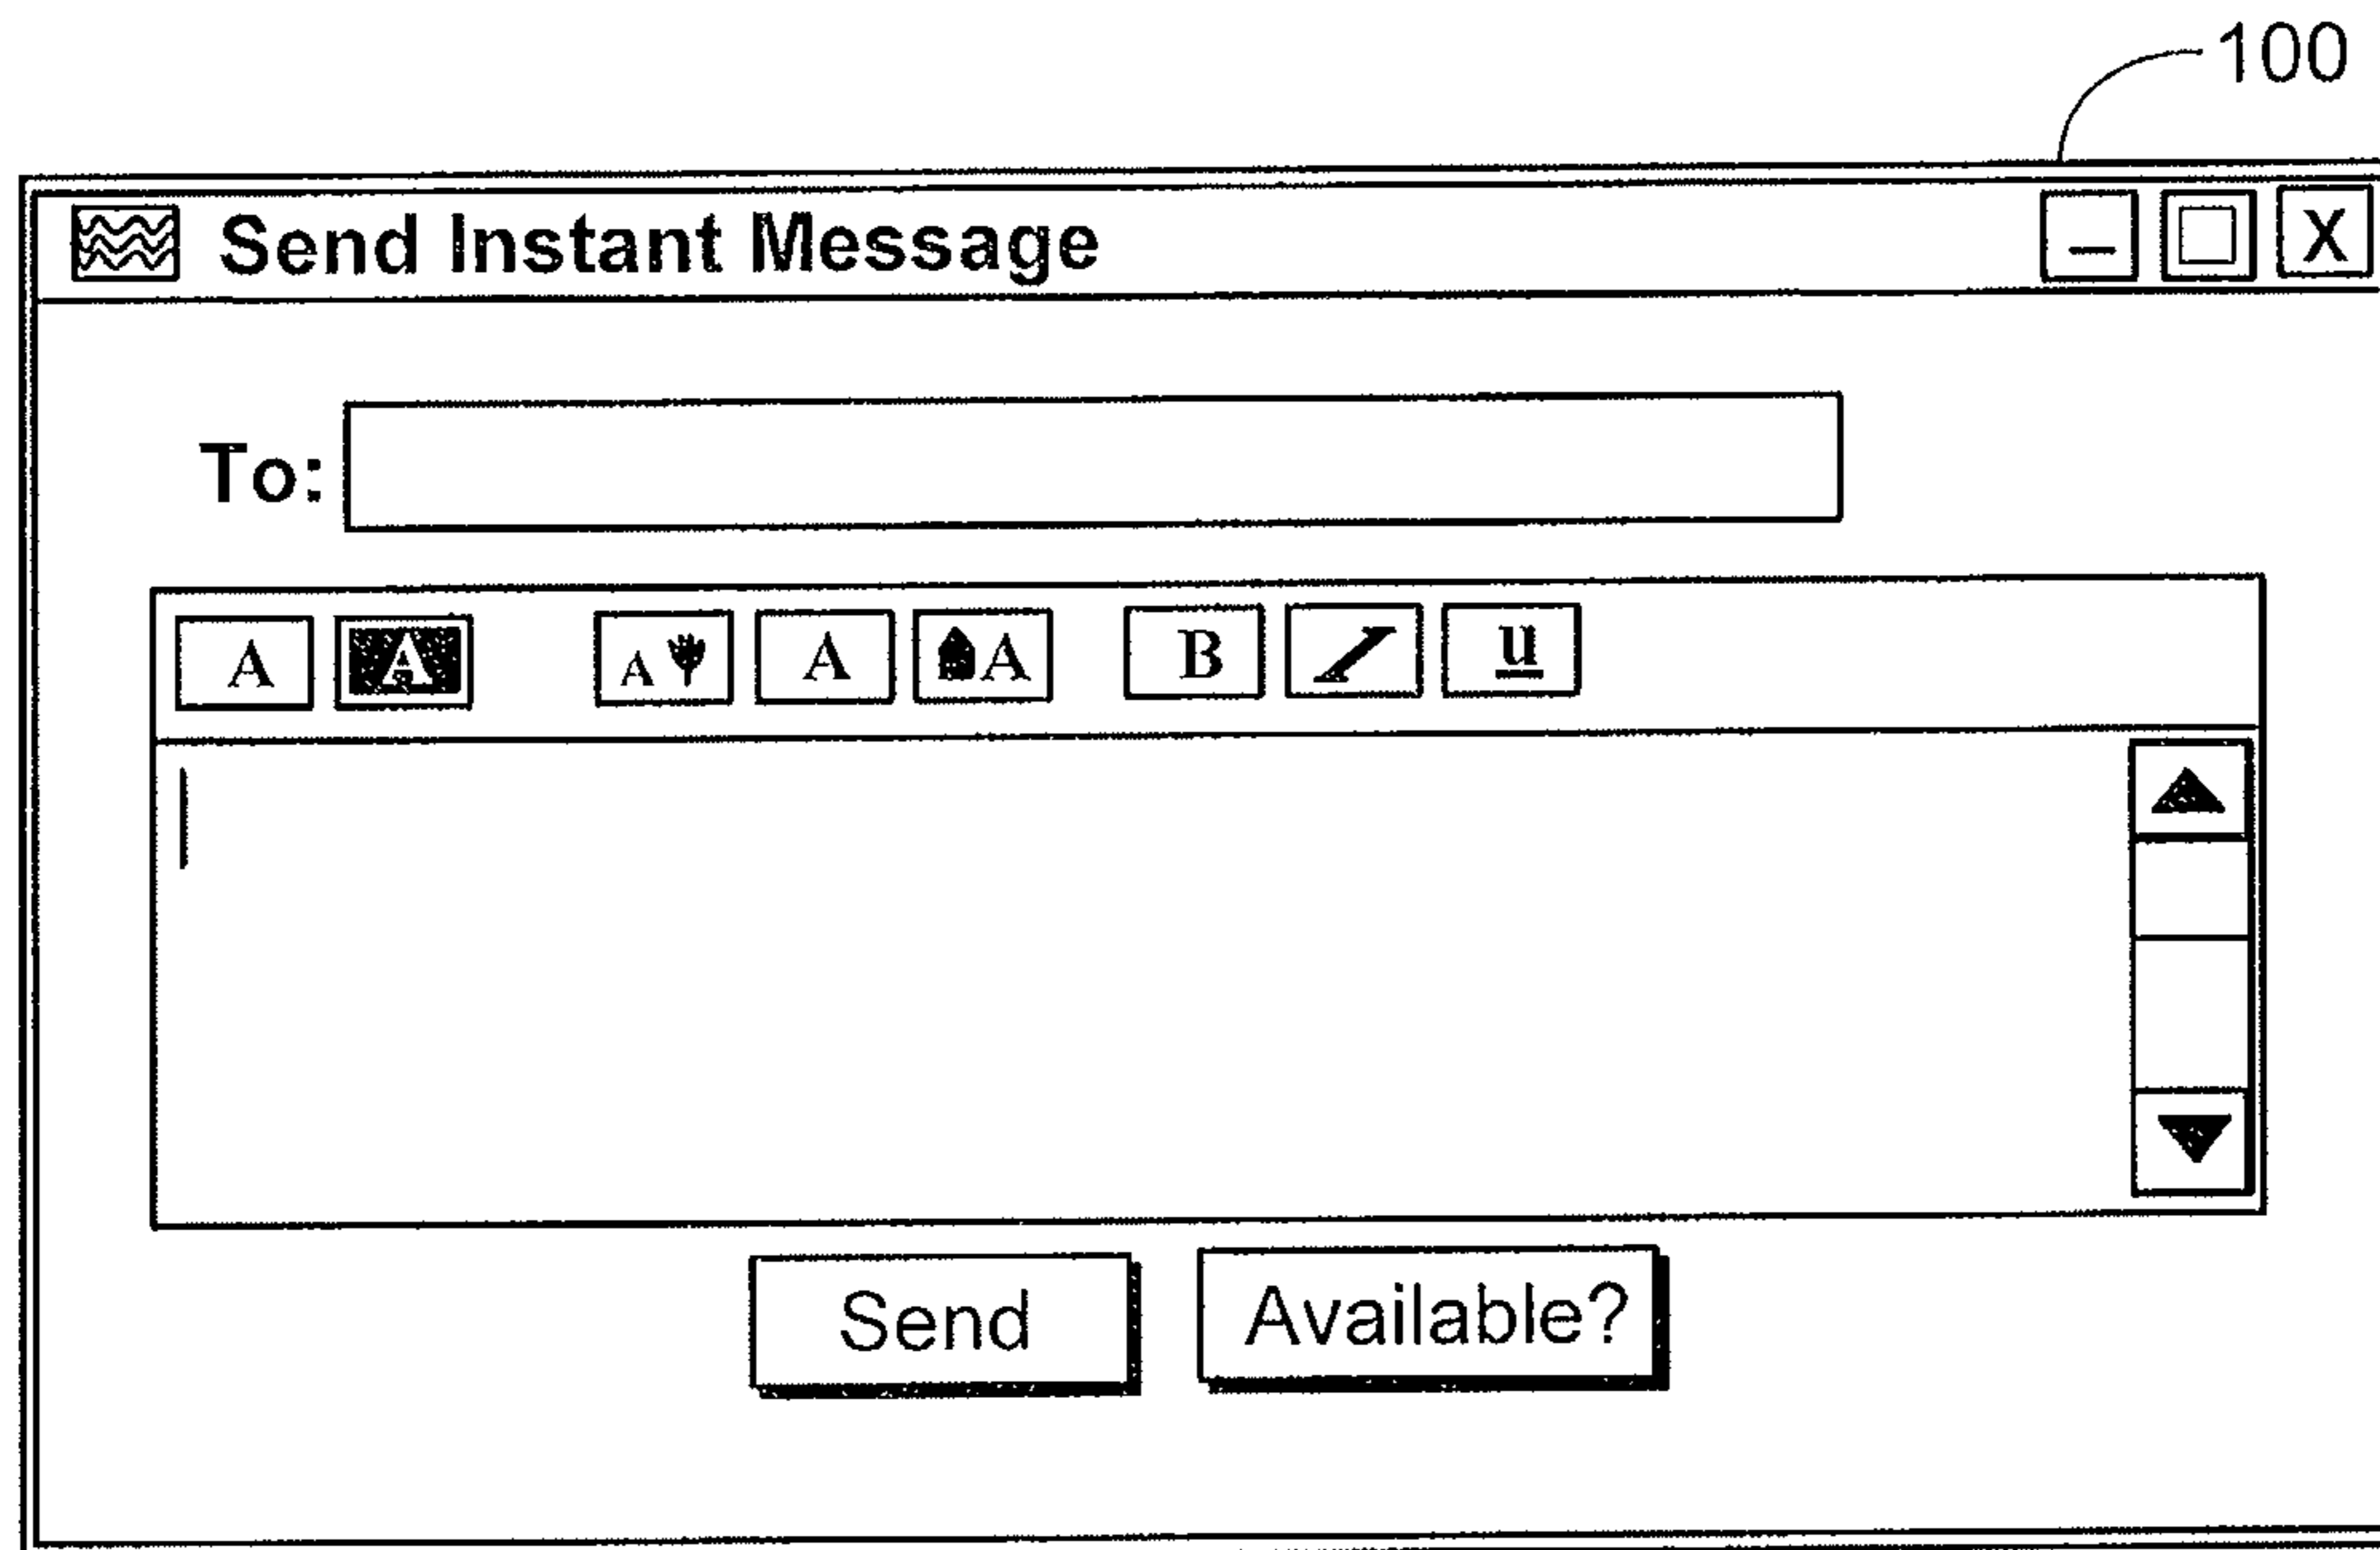 100
Send Instant Message
X
To:
A A A A A B I u
Send Available?